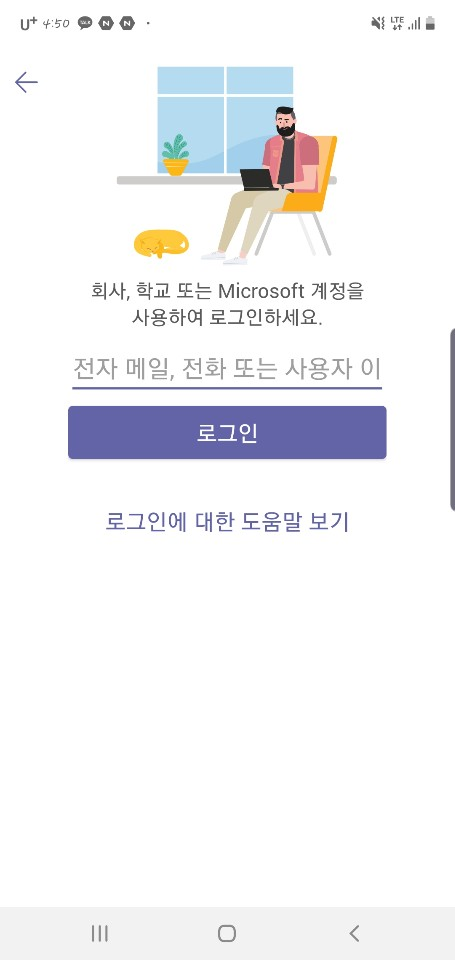 U+ 4:50 TALK N N LTE
회사, 학교 또는 Microsoft 계정을
사용하여 로그인하세요.
전자 메일, 전화 또는 사용자 이
로그인
로그인에 대한 도움말 보기